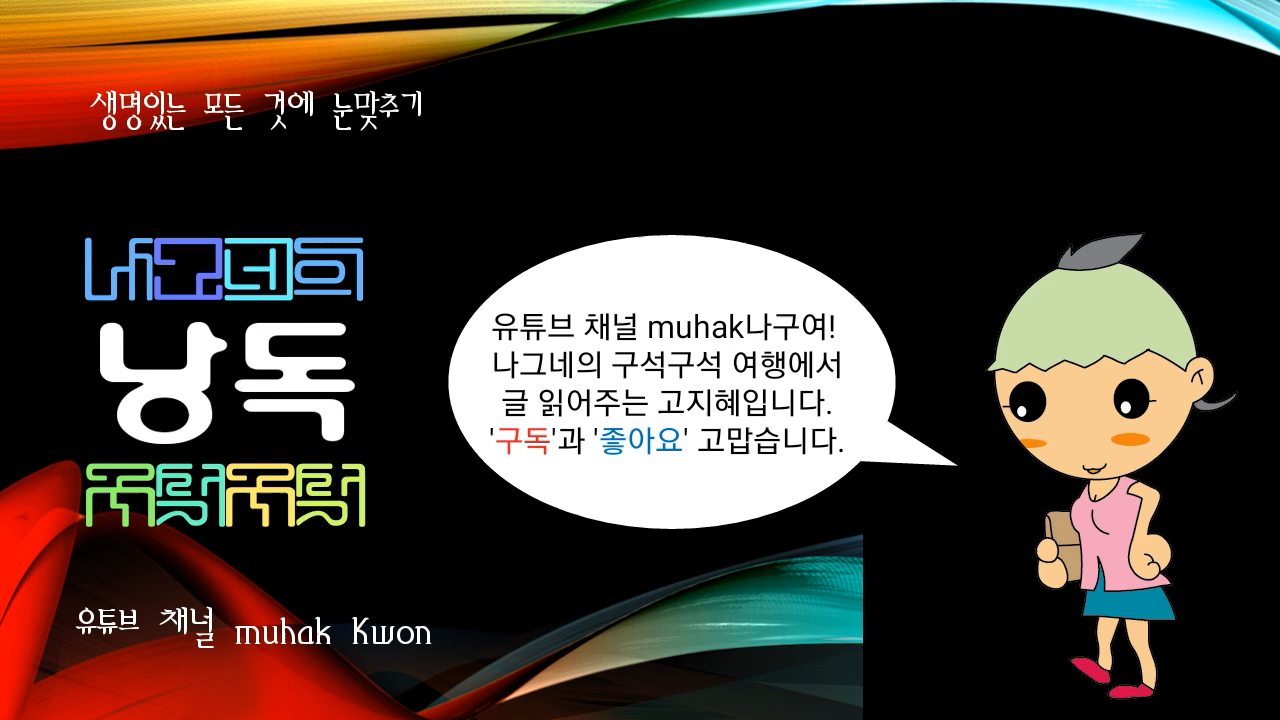 생명있는 모든 것에 눈맞추기
나그네의
낭독
구석구석
유튜브 채널 muhak나구여!
나그네의 구석구석 여행에서
글 읽어주는 고지혜입니다.
'구독'과 '좋아요' 고맙습니다.
유튜브 채널 muhak Kwon